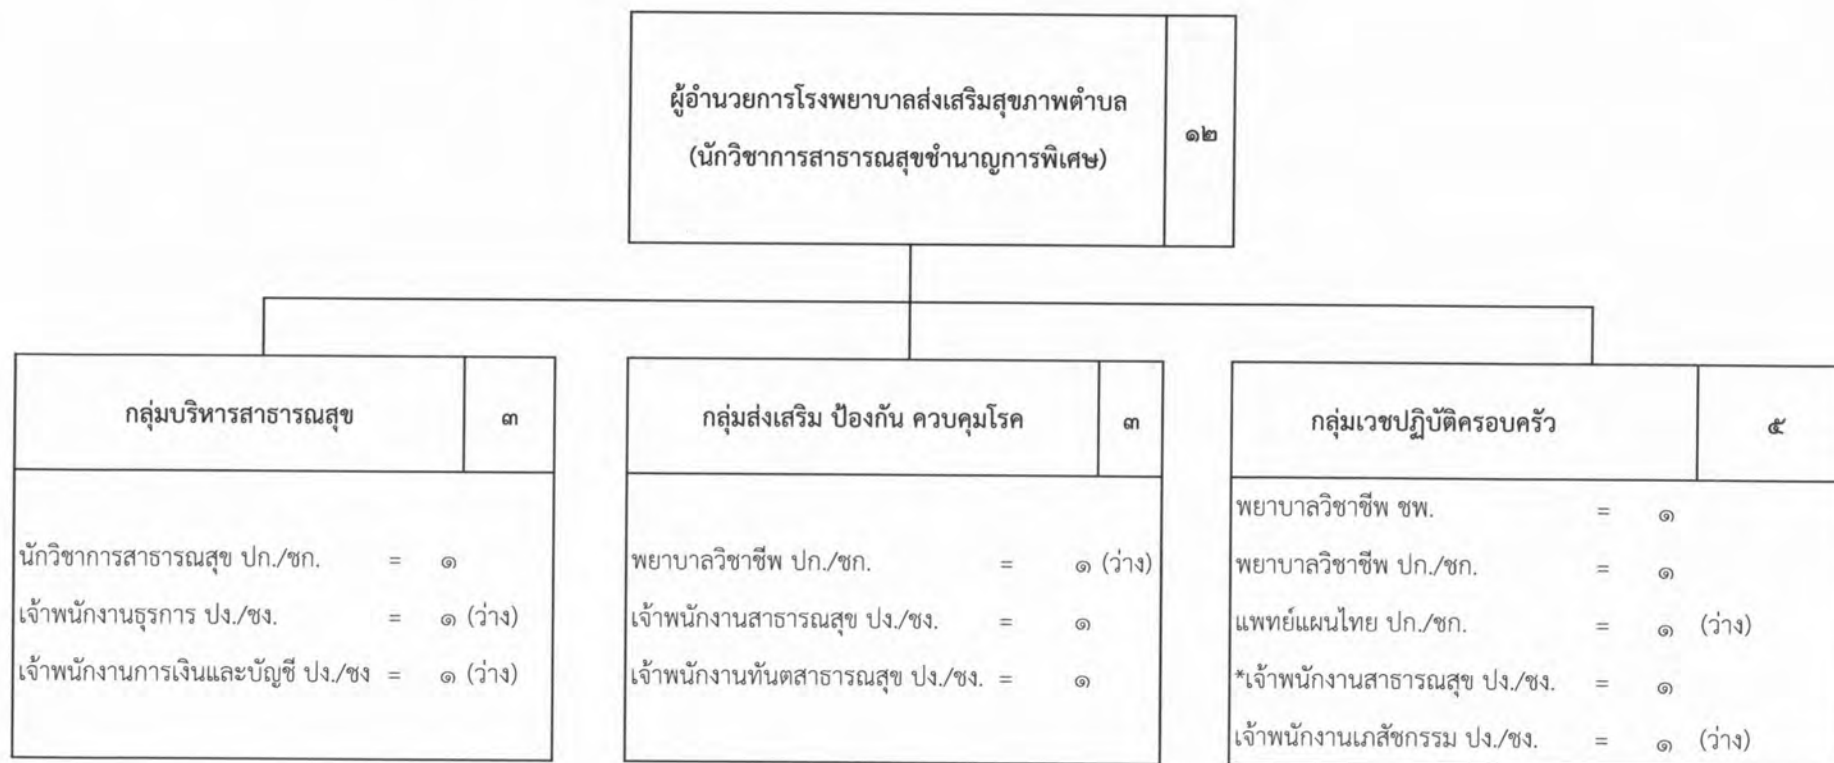 ผู้อำนวยการโรงพยาบาลส่งเสริมสุขภาพตำบล
(นักวิชาการสาธารณสุขชำนาญการพิเศษ)
๑๒
กลุ่มบริหารสาธารณสุข ๓
นักวิชาการสาธารณสุข ปก./ชก. = ๑
เจ้าพนักงานธุรการ ปง./ชง. = ๑ (ว่าง)
เจ้าพนักงานการเงินและบัญชี ปง./ชง = ๑ (ว่าง)
กลุ่มส่งเสริม ป้องกัน ควบคุมโรค ๓
พยาบาลวิชาชีพ ปก./ชก. = ๑ (ว่าง)
เจ้าพนักงานสาธารณสุข ปง./ชง. = ๑
เจ้าพนักงานทันตสาธารณสุข ปง./ชง. = ๑
กลุ่มเวชปฏิบัติครอบครัว ๕
พยาบาลวิชาชีพ ชพ. = ๑
พยาบาลวิชาชีพ ปก./ชก. = ๑
แพทย์แผนไทย ปก./ชก. = ๑ (ว่าง)
*เจ้าพนักงานสาธารณสุข ปง./ชง. = ๑
เจ้าพนักงานเภสัชกรรม ปง./ชง. = ๑ (ว่าง)